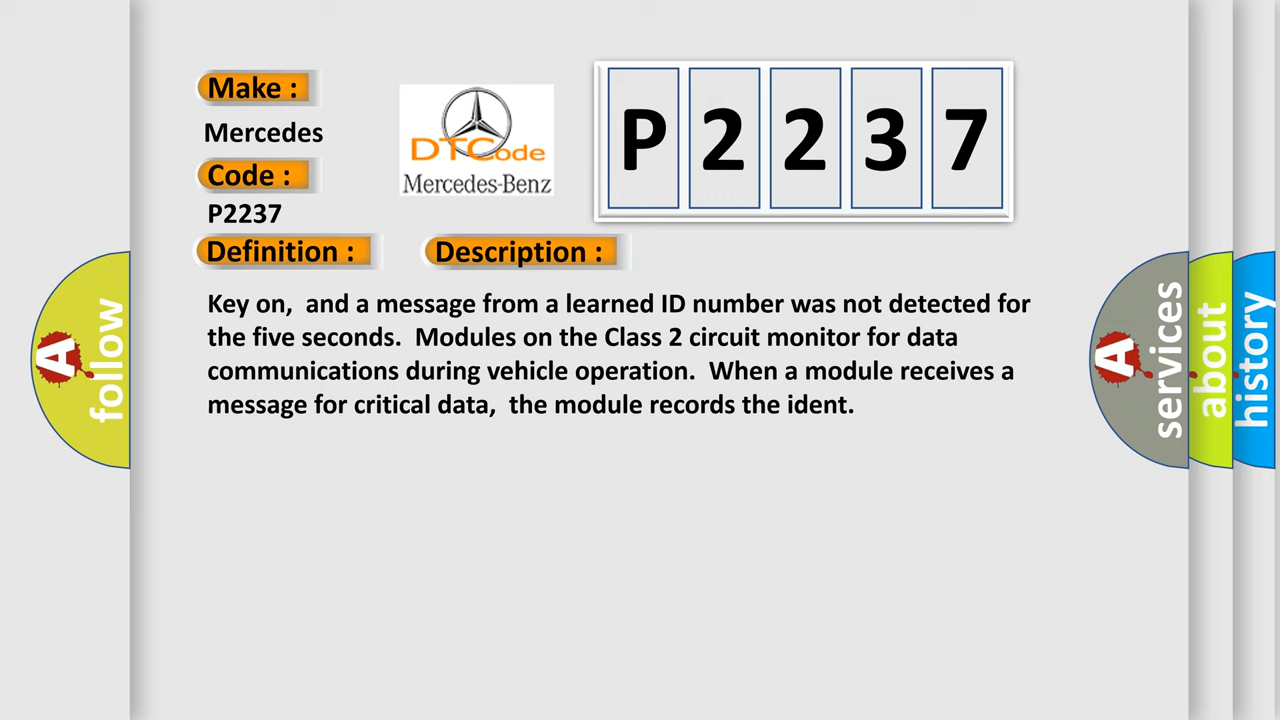 Make :
Mercedes
Code :
P2237
Definition :
Description :
DTCode
Mercedes-Benz
P 2 2 3 7
Key on,  and a message from a learned ID number was not detected for
the five seconds  Modules on the Class 2 circuit monitor for data
communications during vehicle operation  When a module receives a
message for critical data,  the module records the ident.
A follow
A services
about
history